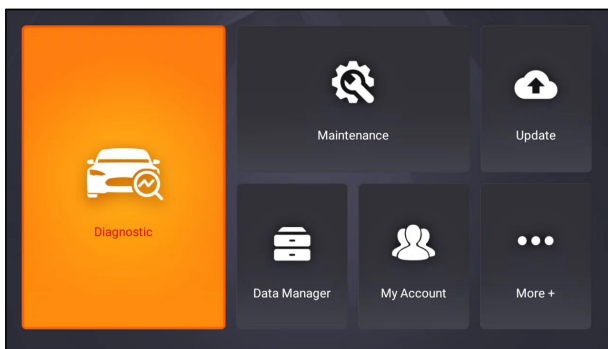 Maintenance
Update
Diagnostic
Data Manager
My Account
More +